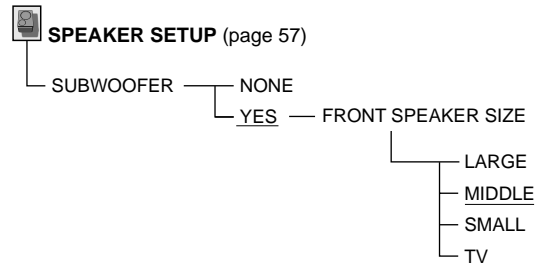 SPEAKER SETUP (page 57)
SUBWOOFER
NONE
YES
FRONT SPEAKER SIZE
LARGE
MIDDLE
SMALL
TV